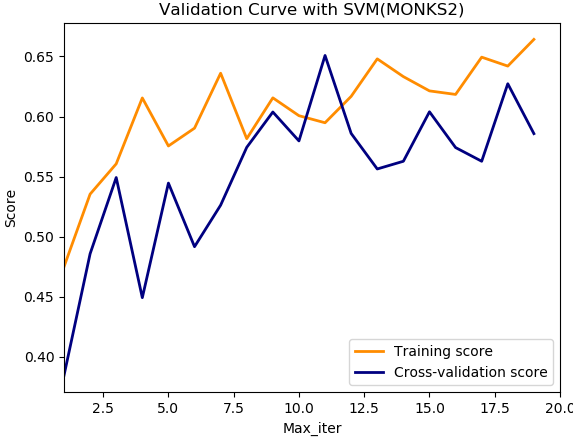 Validation Curve with SVM(MONKS2)
Score
0.65
0.60
0.55
0.50
0.45
0.40
Training score
Cross-validation score
2.5 5.0 7.5 10.0 12.5 15.0 17.5 20.0
Max_iter